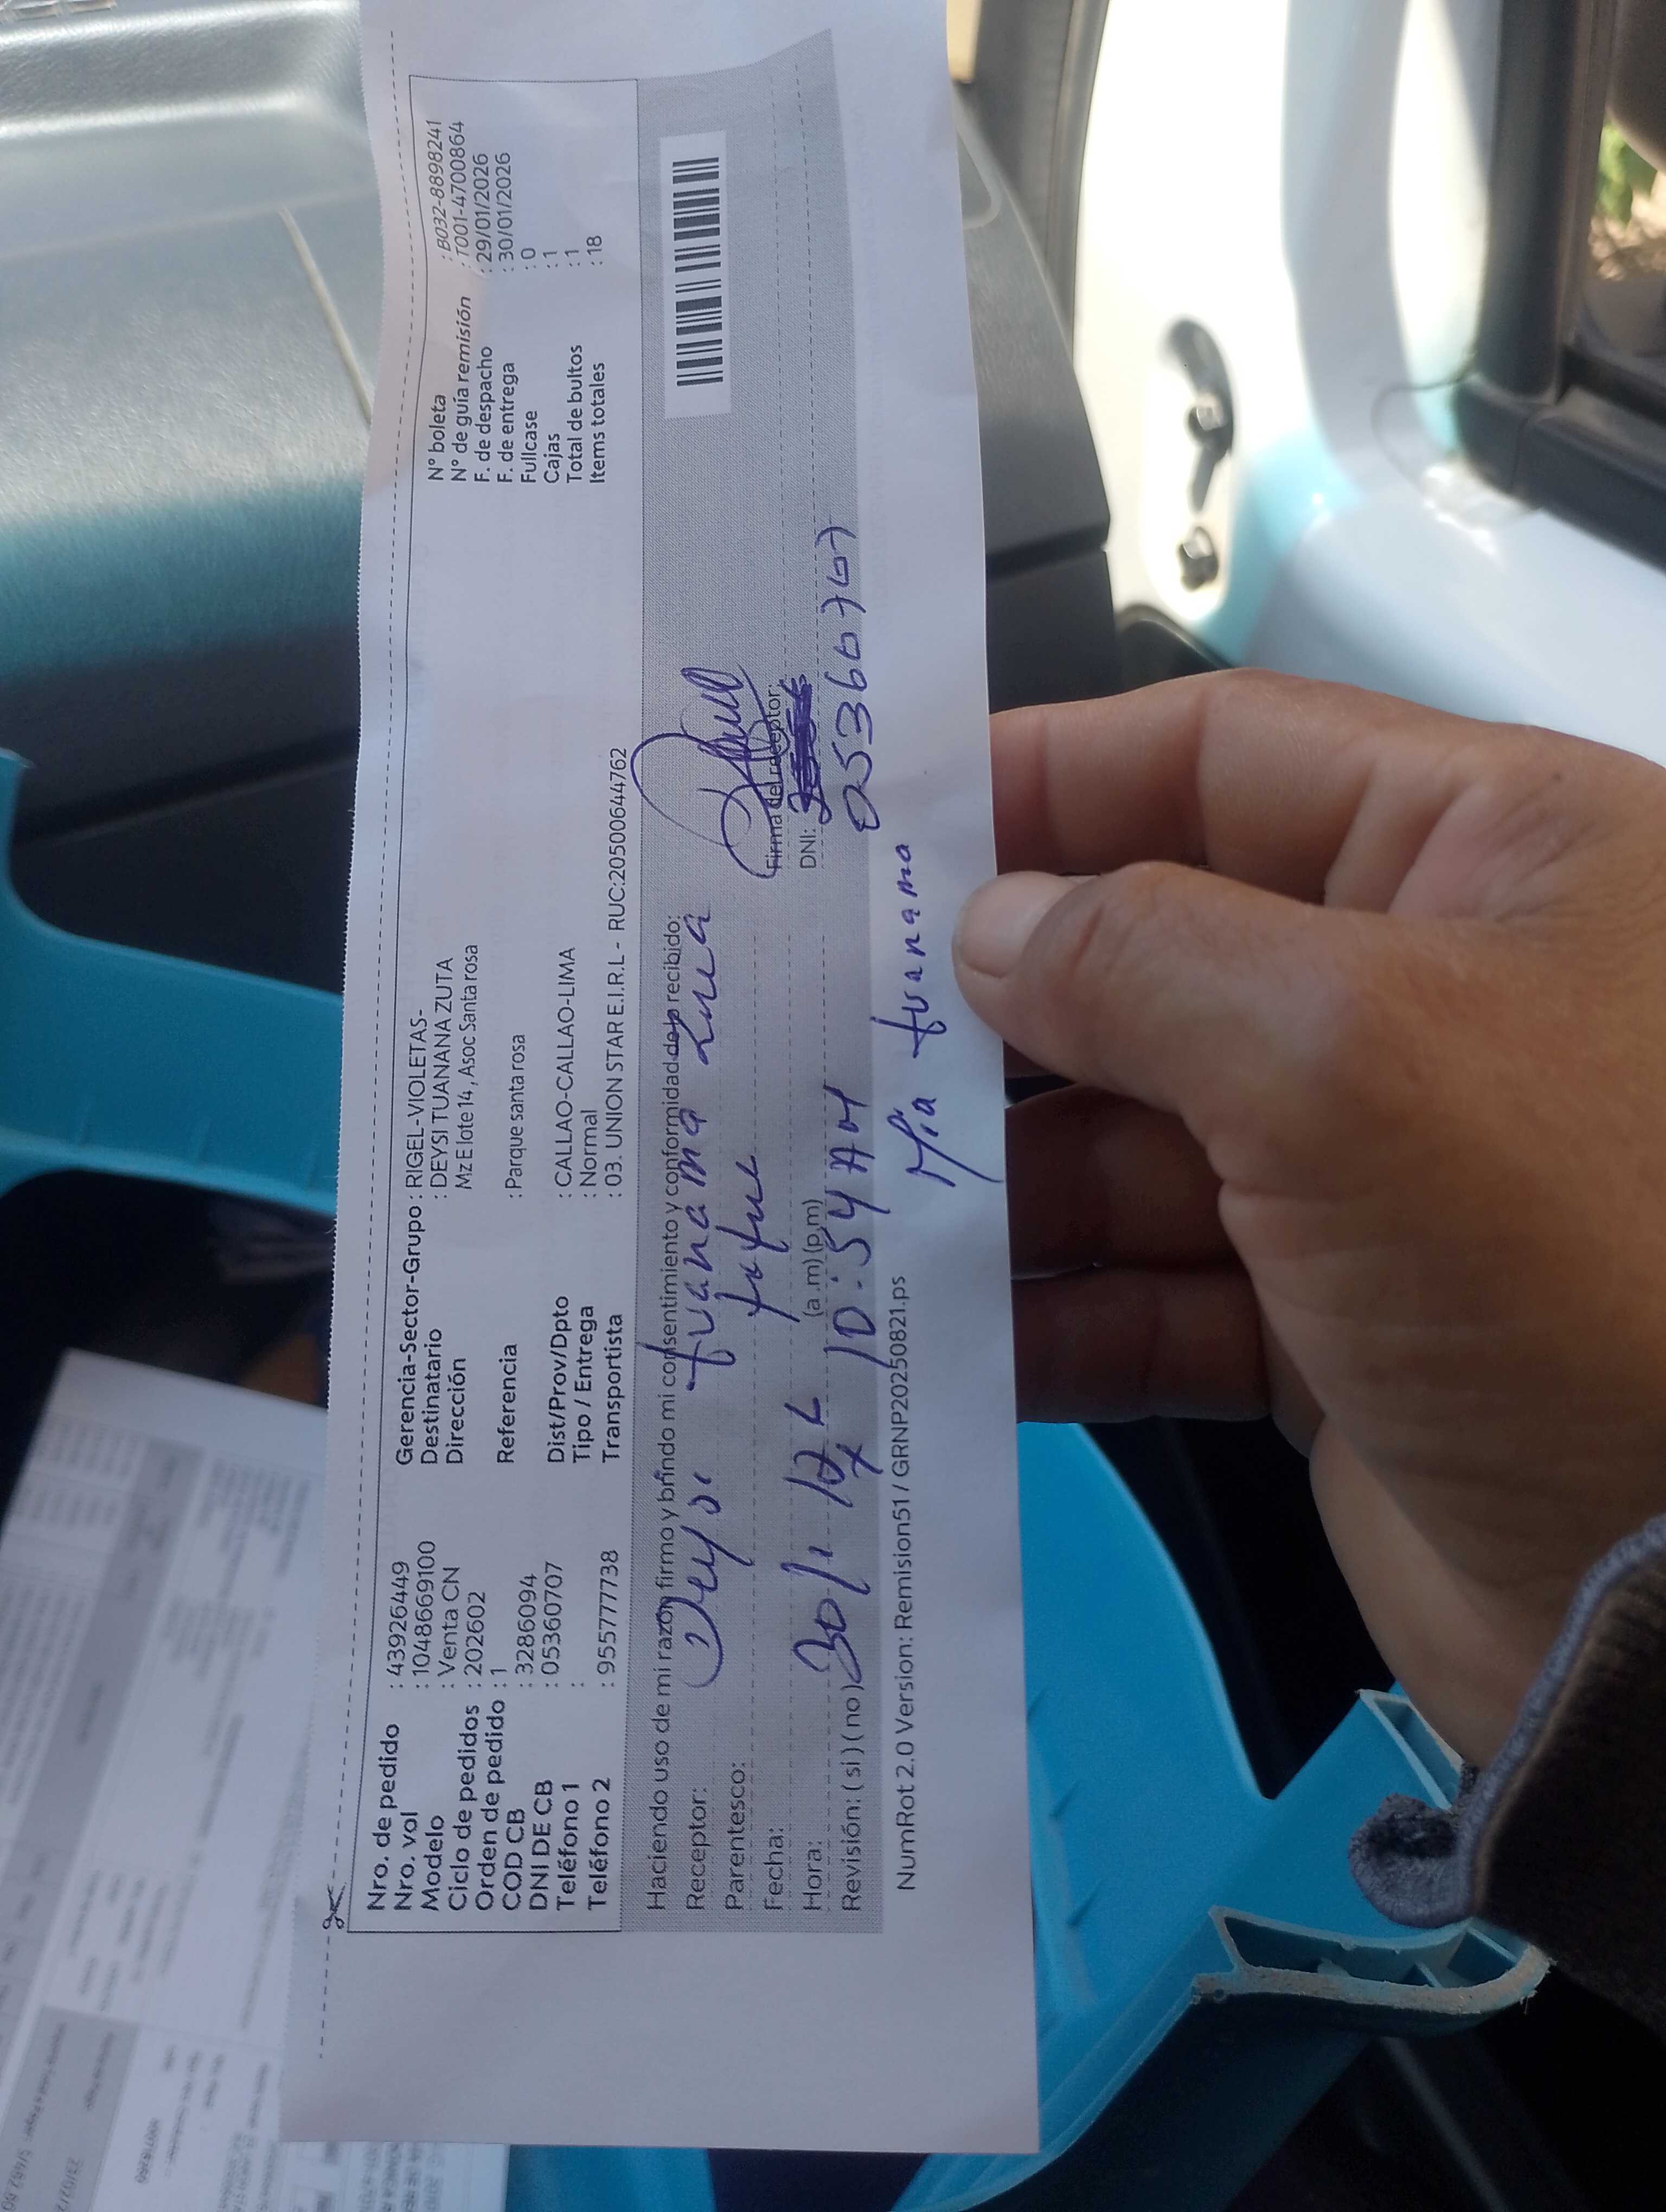 Nro. de pedido : 43926449
Nro. vol : 1048669100
Modelo : Venta CN
Ciclo de pedidos : 202602
Orden de pedido : 1
COD CB : 3286094
DNI DE CB : 05360707
Teléfono 1 :
Teléfono 2 : 955777738
Gerencia-Sector-Grupo : RIGEL-VIOLETAS-
Destinatario : DEYSI TUANANA ZUTA
Dirección Mz E lote 14 , Asoc Santa rosa
Referencia : Parque santa rosa
Dist/Prov/Dpto : CALLAO-CALLAO-LIMA
Tipo / Entrega : Normal
Transportista : 03. UNION STAR E.I.R.L - RUC:20500644762
N° boleta : B032-8898241
N° de guía remisión : T001-4700864
F. de despacho : 29/01/2026
F. de entrega : 30/01/2026
Fullcase : 0
Cajas : 1
Total de bultos : 1
Items totales : 18
Haciendo uso de mi razón firmo y brindo mi consentimiento y conformidad de lo recibido:
Receptor: Deysi tuanama
Parentesco:
Firma del receptor:
Fecha:
DNI:
Hora: (a .m) (p.m)
05360707
Revisión: ( si ) ( no ) 10:54 AM
Mia tuanama
NumRot 2.0 Version: Remision51 / GRNP20250821.ps